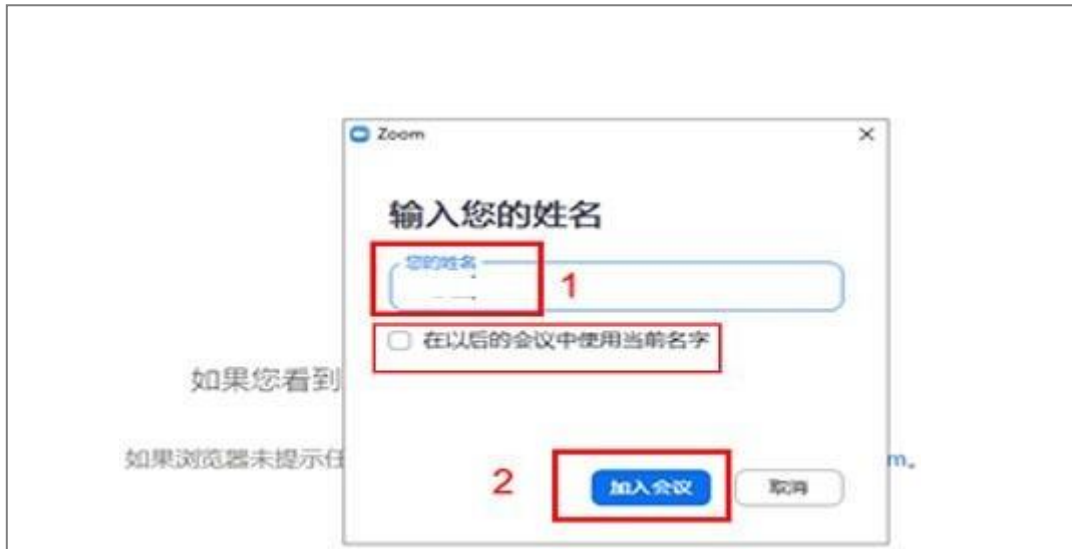 Zoom
输入您的姓名
您的姓名
1
在以后的会议中使用当前名字
如果您看到
如果浏览器未提示任
m。
2
加入会议
取消